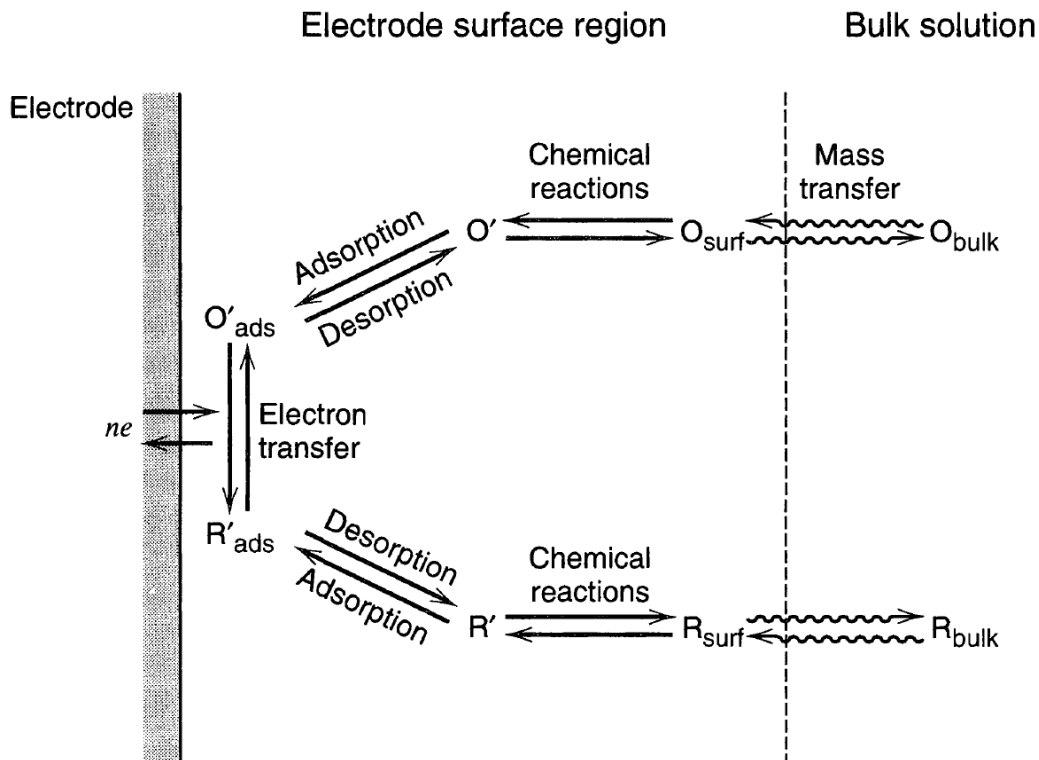 Electrode surface region
Bulk solution
Electrode
Chemical
reactions
Mass
transfer
Adsorption
Desorption
O′
O_surf
O_bulk
O′_ads
ne
Electron
transfer
R′_ads
Desorption
Adsorption
Chemical
reactions
R′
R_surf
R_bulk